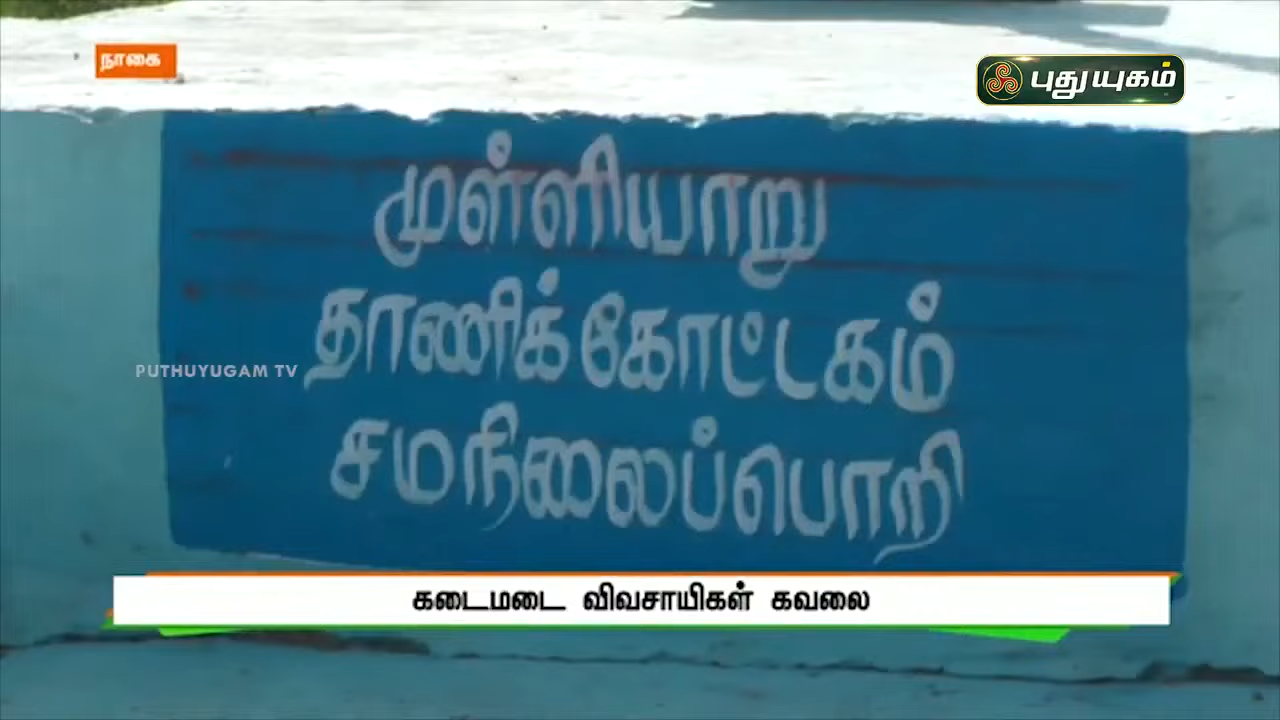 நாகை
புதுயுகம்
முள்ளியாறு
தாணிக்கோட்டகம்
PUTHUYUGAM TV
சமநிலைப்பொறி
கடைமடை விவசாயிகள் கவலை